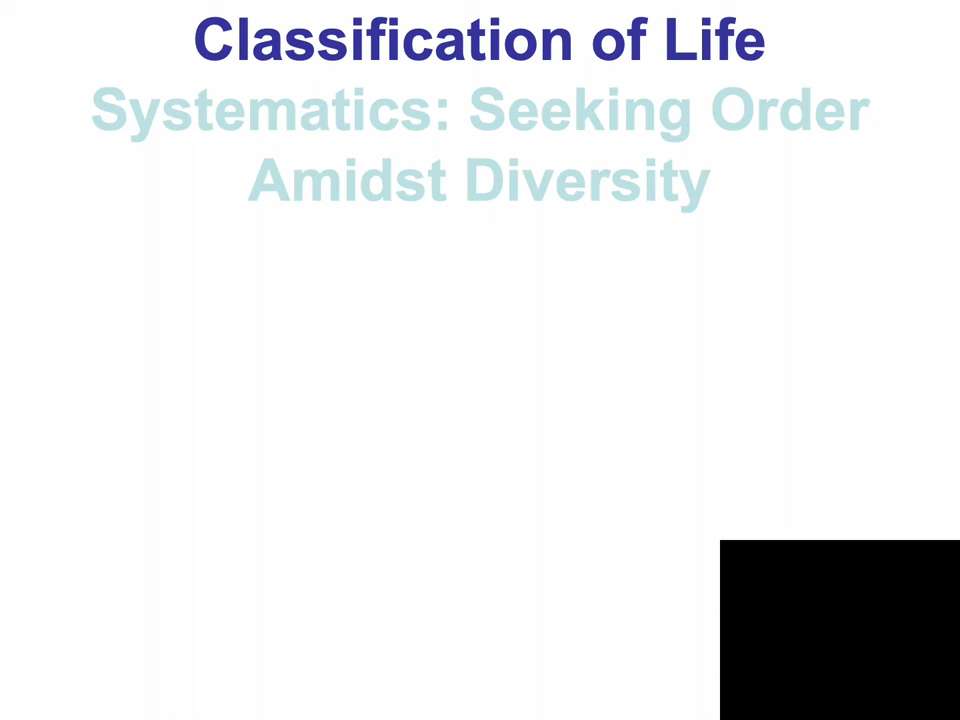 Classification of Life
Systematics: Seeking Order
Amidst Diversity